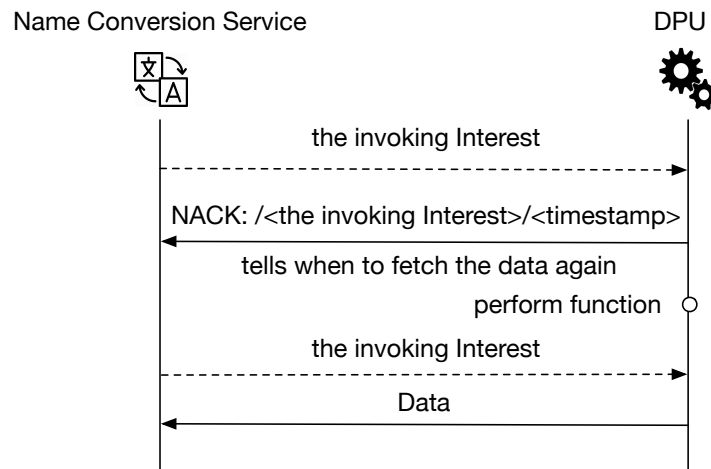 Name Conversion Service
DPU
文
A
the invoking Interest
NACK: /<the invoking Interest>/<timestamp>
tells when to fetch the data again
perform function
the invoking Interest
Data